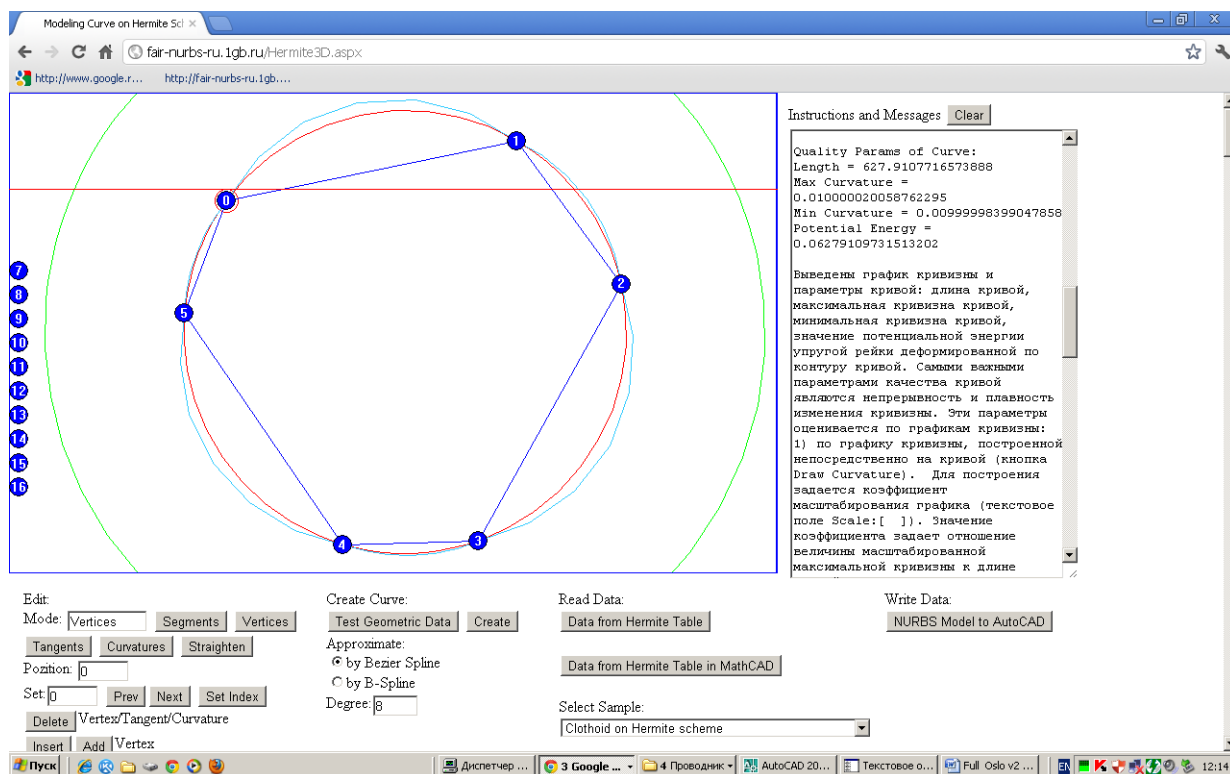 Modeling Curve on Hermite Scl
fair-nurbs-ru.1gb.ru/Hermite3D.aspx
http://www.google.r... http://fair-nurbs-ru.1gb....
Instructions and Messages Clear
Quality Params of Curve:
Length = 627.9107716573888
Max Curvature =
0.010000020058762295
Min Curvature = 0.00999998399047858
Potential Energy =
0.06279109731513202
Выведены график кривизны и
параметры кривой: длина кривой,
максимальная кривизна кривой,
минимальная кривизна кривой,
значение потенциальной энергии
упругой рейки деформированной по
контуру кривой. Самыми важными
параметрами качества кривой
являются непрерывность и плавность
изменения кривизны. Эти параметры
оценивается по графикам кривизны:
1) по графику кривизны, построенной
непосредственно на кривой (кнопка
Draw Curvature). Для построения
задается коэффициент
масштабирования графика (текстовое
поле Scale:[ ]). Значение
коэффициента задает отношение
величины масштабированной
максимальной кривизны к длине
1
0
2
7
8
5
9
10
11
12
13
14
15
16
4
3
Edit:
Mode: Vertices Segments Vertices
Tangents Curvatures Straighten
Pozition: 0
Set: 0 Prev Next Set Index
Delete Vertex/Tangent/Curvature
Insert Add Vertex
Create Curve:
Test Geometric Data Create
Approximate:
by Bezier Spline
by B-Spline
Degree: 8
Read Data:
Data from Hermite Table
Data from Hermite Table in MathCAD
Select Sample:
Clothoid on Hermite scheme
Write Data:
NURBS Model to AutoCAD
Пуск Диспетчер ... 3 Google ... 4 Проводник AutoCAD 20... Текстовое о... Full Oslo v2 ... EN 12:14